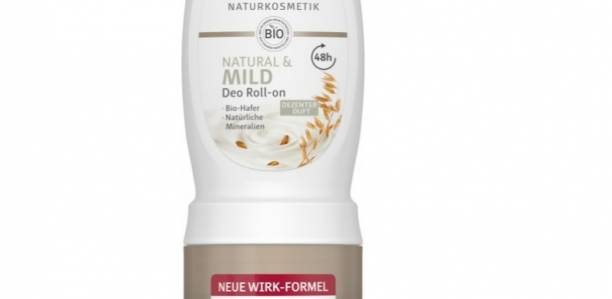 NATURKOSMETIK
BIO
48h
NATURAL &
MILD
Deo Roll-on
· Bio-Hafer
· Natürliche
Mineralien
DEZENTER
DUFT
NEUE WIRK-FORMEL